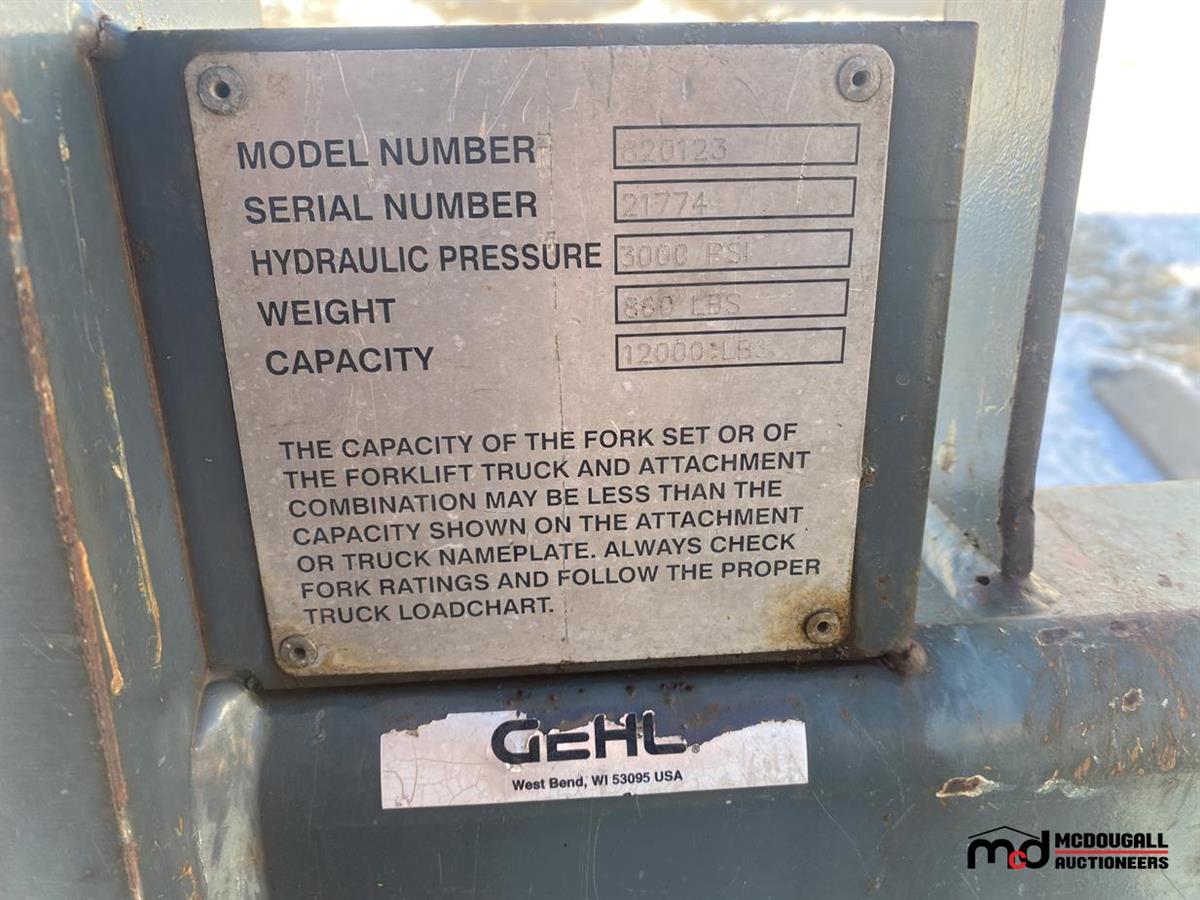 MODEL NUMBER 820123
SERIAL NUMBER 21774
HYDRAULIC PRESSURE 3000 PSI
WEIGHT 860 LBS
CAPACITY 12000 LBS
THE CAPACITY OF THE FORK SET OR OF
THE FORKLIFT TRUCK AND ATTACHMENT
COMBINATION MAY BE LESS THAN THE
CAPACITY SHOWN ON THE ATTACHMENT
OR TRUCK NAMEPLATE. ALWAYS CHECK
FORK RATINGS AND FOLLOW THE PROPER
TRUCK LOADCHART.
GEHL®
West Bend, WI 53095 USA
mcd MCDOUGALL
AUCTIONEERS